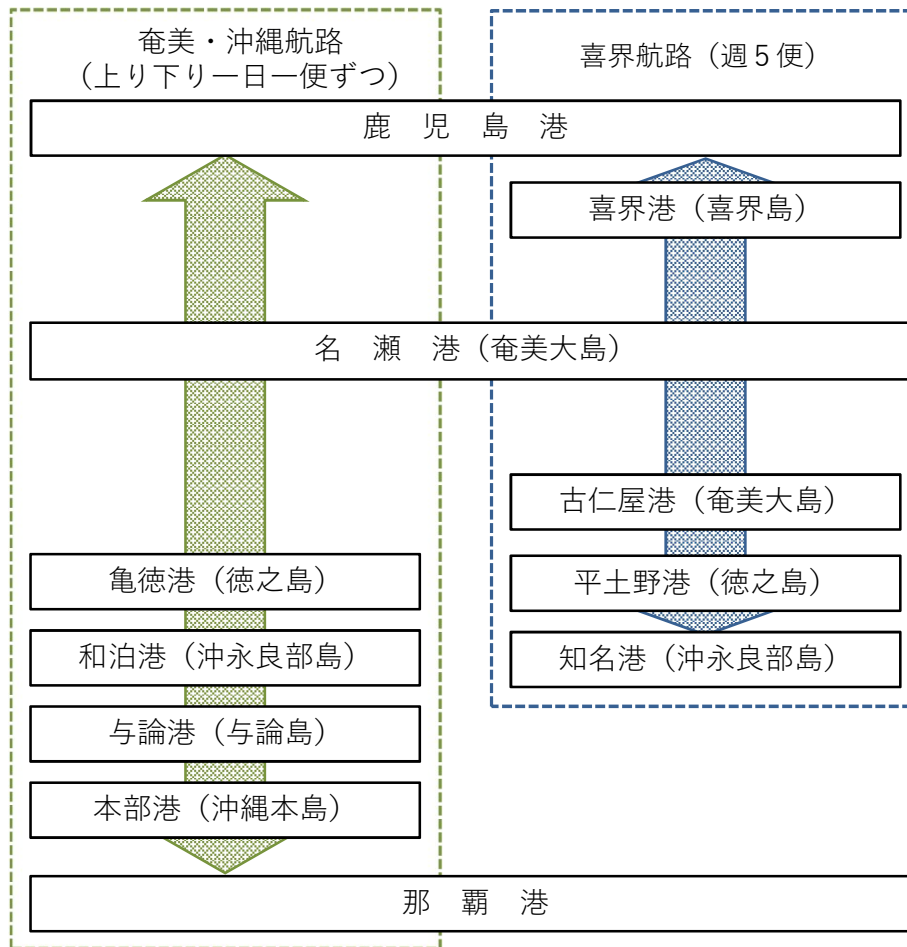 奄美・沖縄航路
（上り下り一日一便ずつ）
喜界航路（週５便）
鹿　児　島　港
喜界港（喜界島）
名　瀬　港（奄美大島）
古仁屋港（奄美大島）
亀徳港（徳之島）
平土野港（徳之島）
和泊港（沖永良部島）
知名港（沖永良部島）
与論港（与論島）
本部港（沖縄本島）
那　覇　港